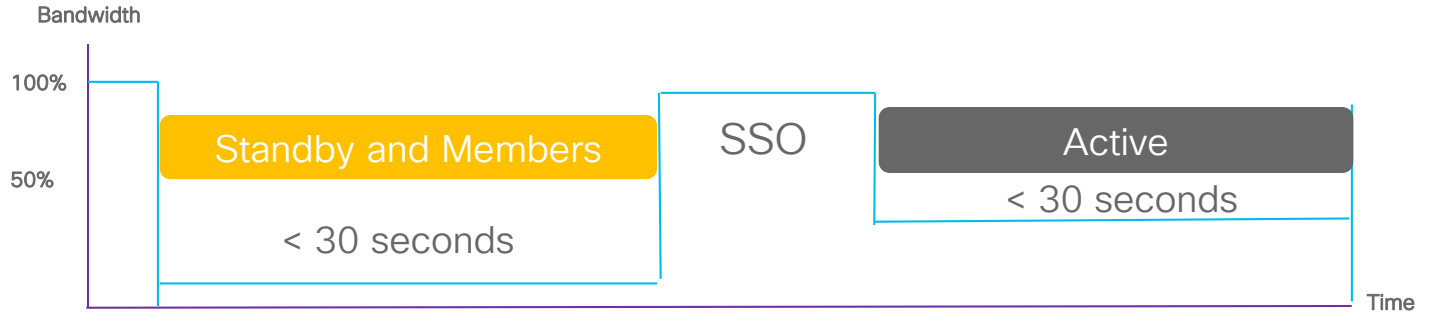 Bandwidth
100%
Standby and Members
SSO
Active
50%
< 30 seconds
< 30 seconds
Time